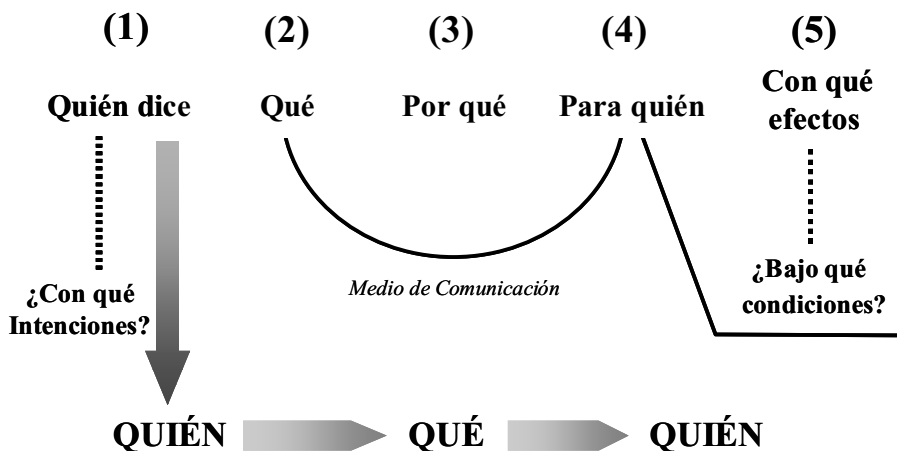 (1) (2) (3) (4) (5)
Quién dice Qué Por qué Para quién Con qué
efectos
¿Con qué
Intenciones?
Medio de Comunicación
¿Bajo qué
condiciones?
QUIÉN QUÉ QUIÉN